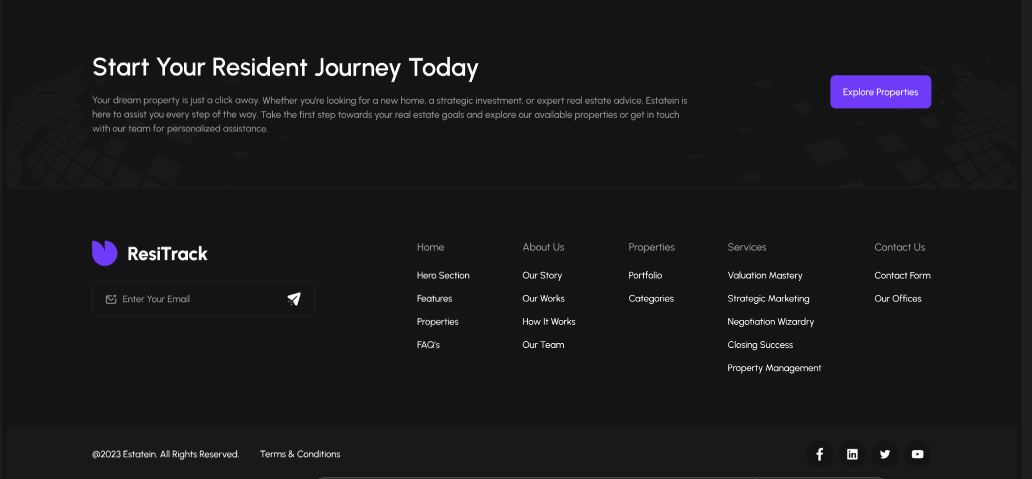 Start Your Resident Journey Today
Your dream property is just a click away. Whether you're looking for a new home, a strategic investment, or expert real estate advice, Estatein is
here to assist you every step of the way. Take the first step towards your real estate goals and explore our available properties or get in touch
with our team for personalized assistance.
Explore Properties
ResiTrack
Enter Your Email
Home
Hero Section
Features
Properties
FAQ's
About Us
Our Story
Our Works
How It Works
Our Team
Properties
Portfolio
Categories
Services
Valuation Mastery
Strategic Marketing
Negotiation Wizardry
Closing Success
Property Management
Contact Us
Contact Form
Our Offices
@2023 Estatein. All Rights Reserved.
Terms & Conditions